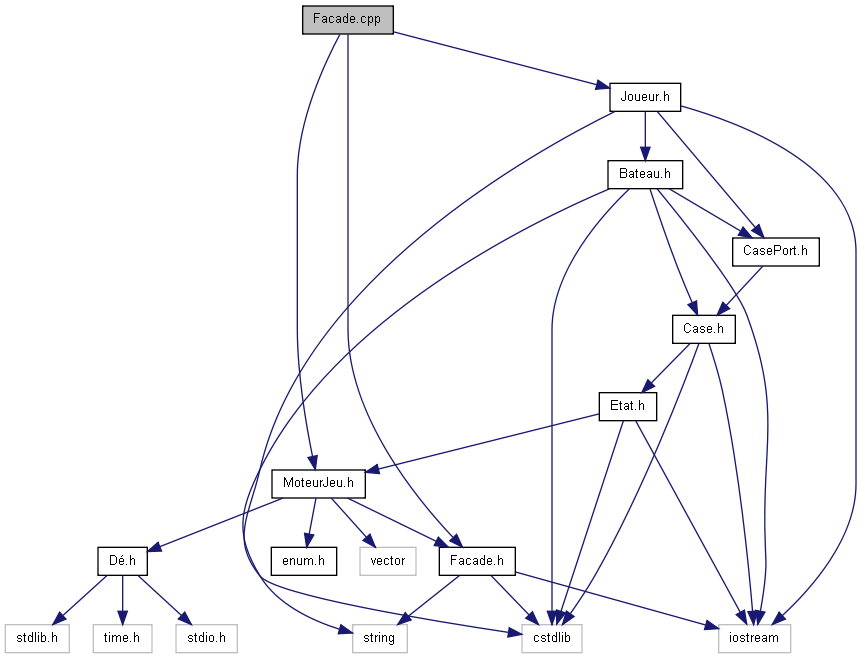 Facade.cpp
Joueur.h
Bateau.h
CasePort.h
Case.h
Etat.h
MoteurJeu.h
Dé.h
enum.h
vector
Facade.h
stdlib.h
time.h
stdio.h
string
cstdlib
iostream